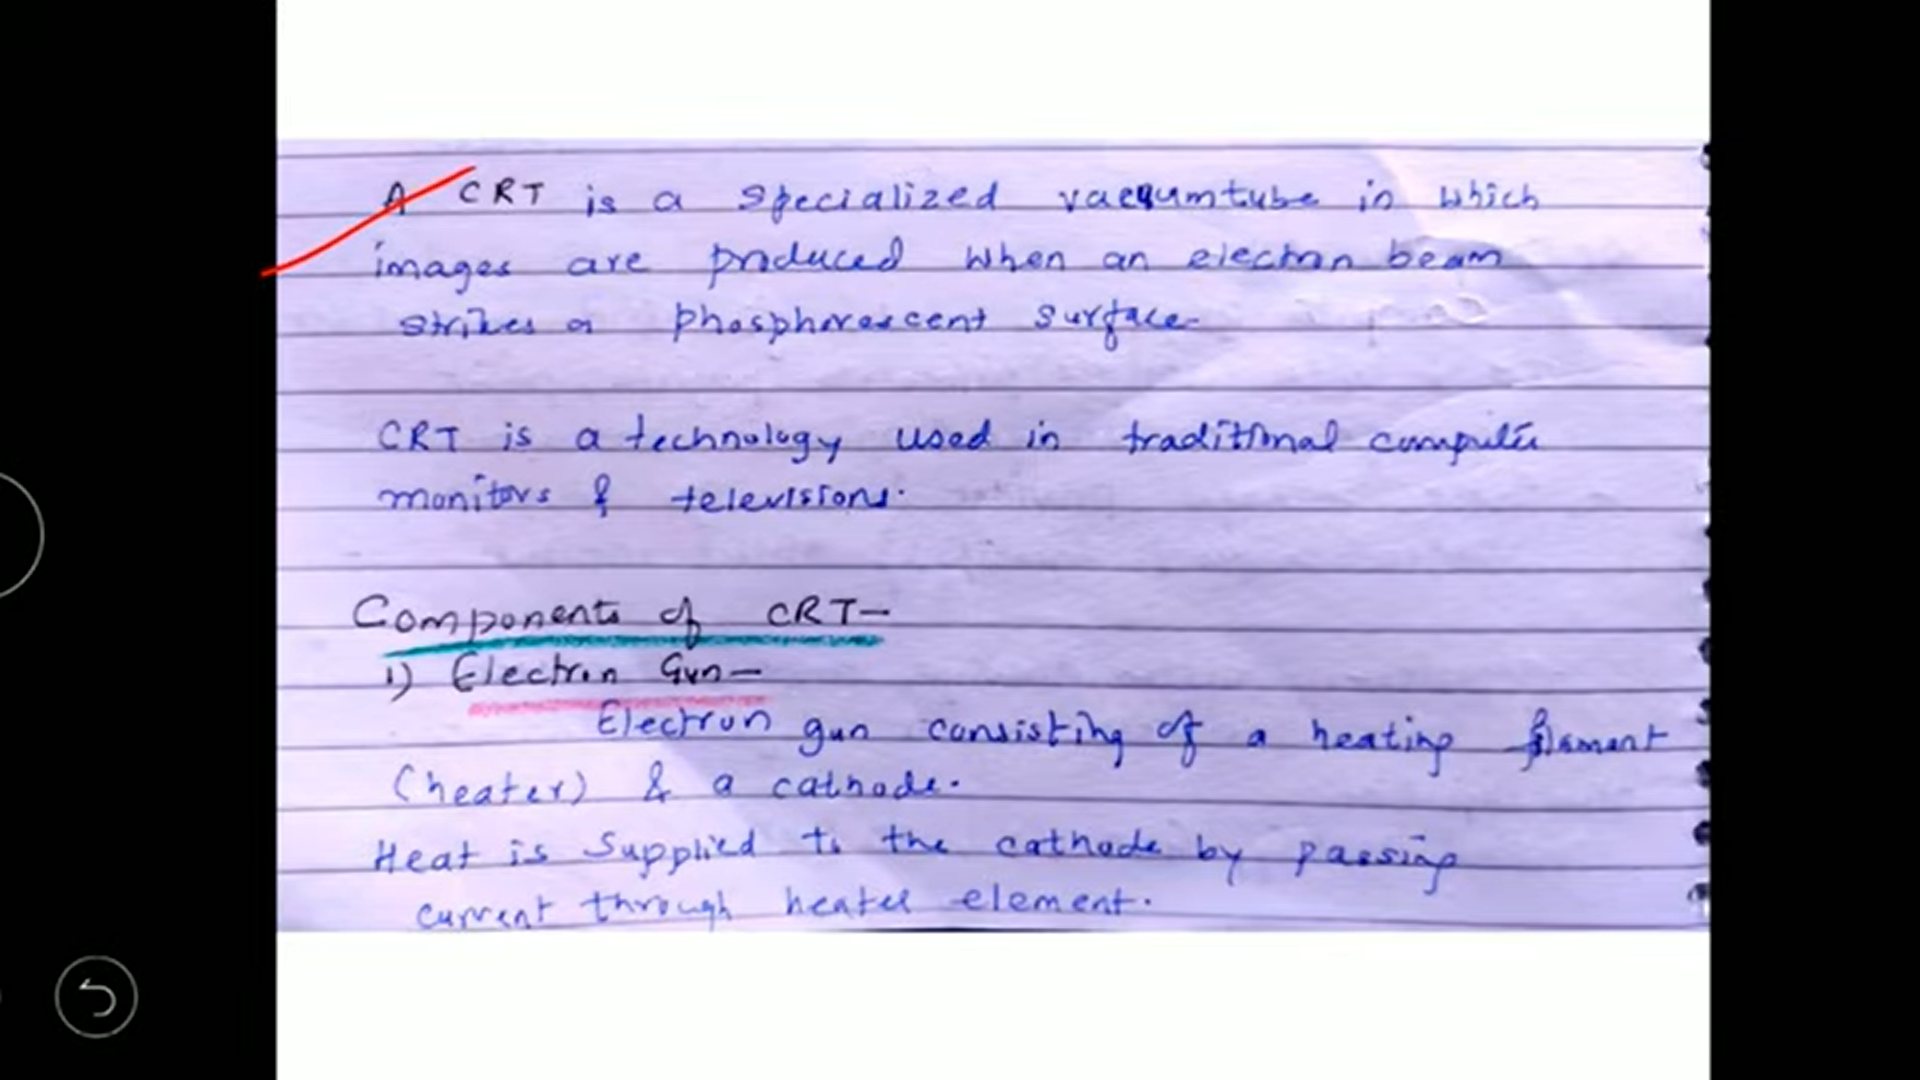 A CRT is a specialized vacuumtube in which
images are produced when an electron beam
strikes a phosphorescent surface-
CRT is a technology used in traditional computer
monitors & televisions.
Components of CRT-
1) Electron Gun-
Electron gun consisting of a heating filament
(heater) & a cathode.
Heat is supplied to the cathode by passing
current through heater element.